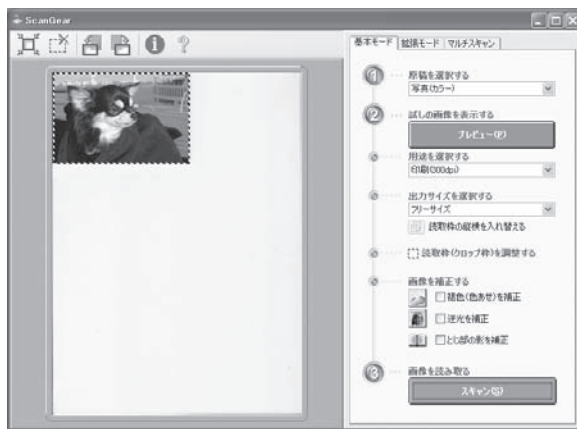 ScanGear
基本モード 拡張モード マルチスキャン
1 原稿を選択する
写真(カラー)
2 試しの画像を表示する
プレビュー(P)
用途を選択する
印刷(300dpi)
出力サイズを選択する
フリーサイズ
読取枠の縦横を入れ替える
読取枠(クロップ枠)を調整する
画像を補正する
褪色(色あせ)を補正
逆光を補正
とじ部の影を補正
3 画像を読み取る
スキャン(S)